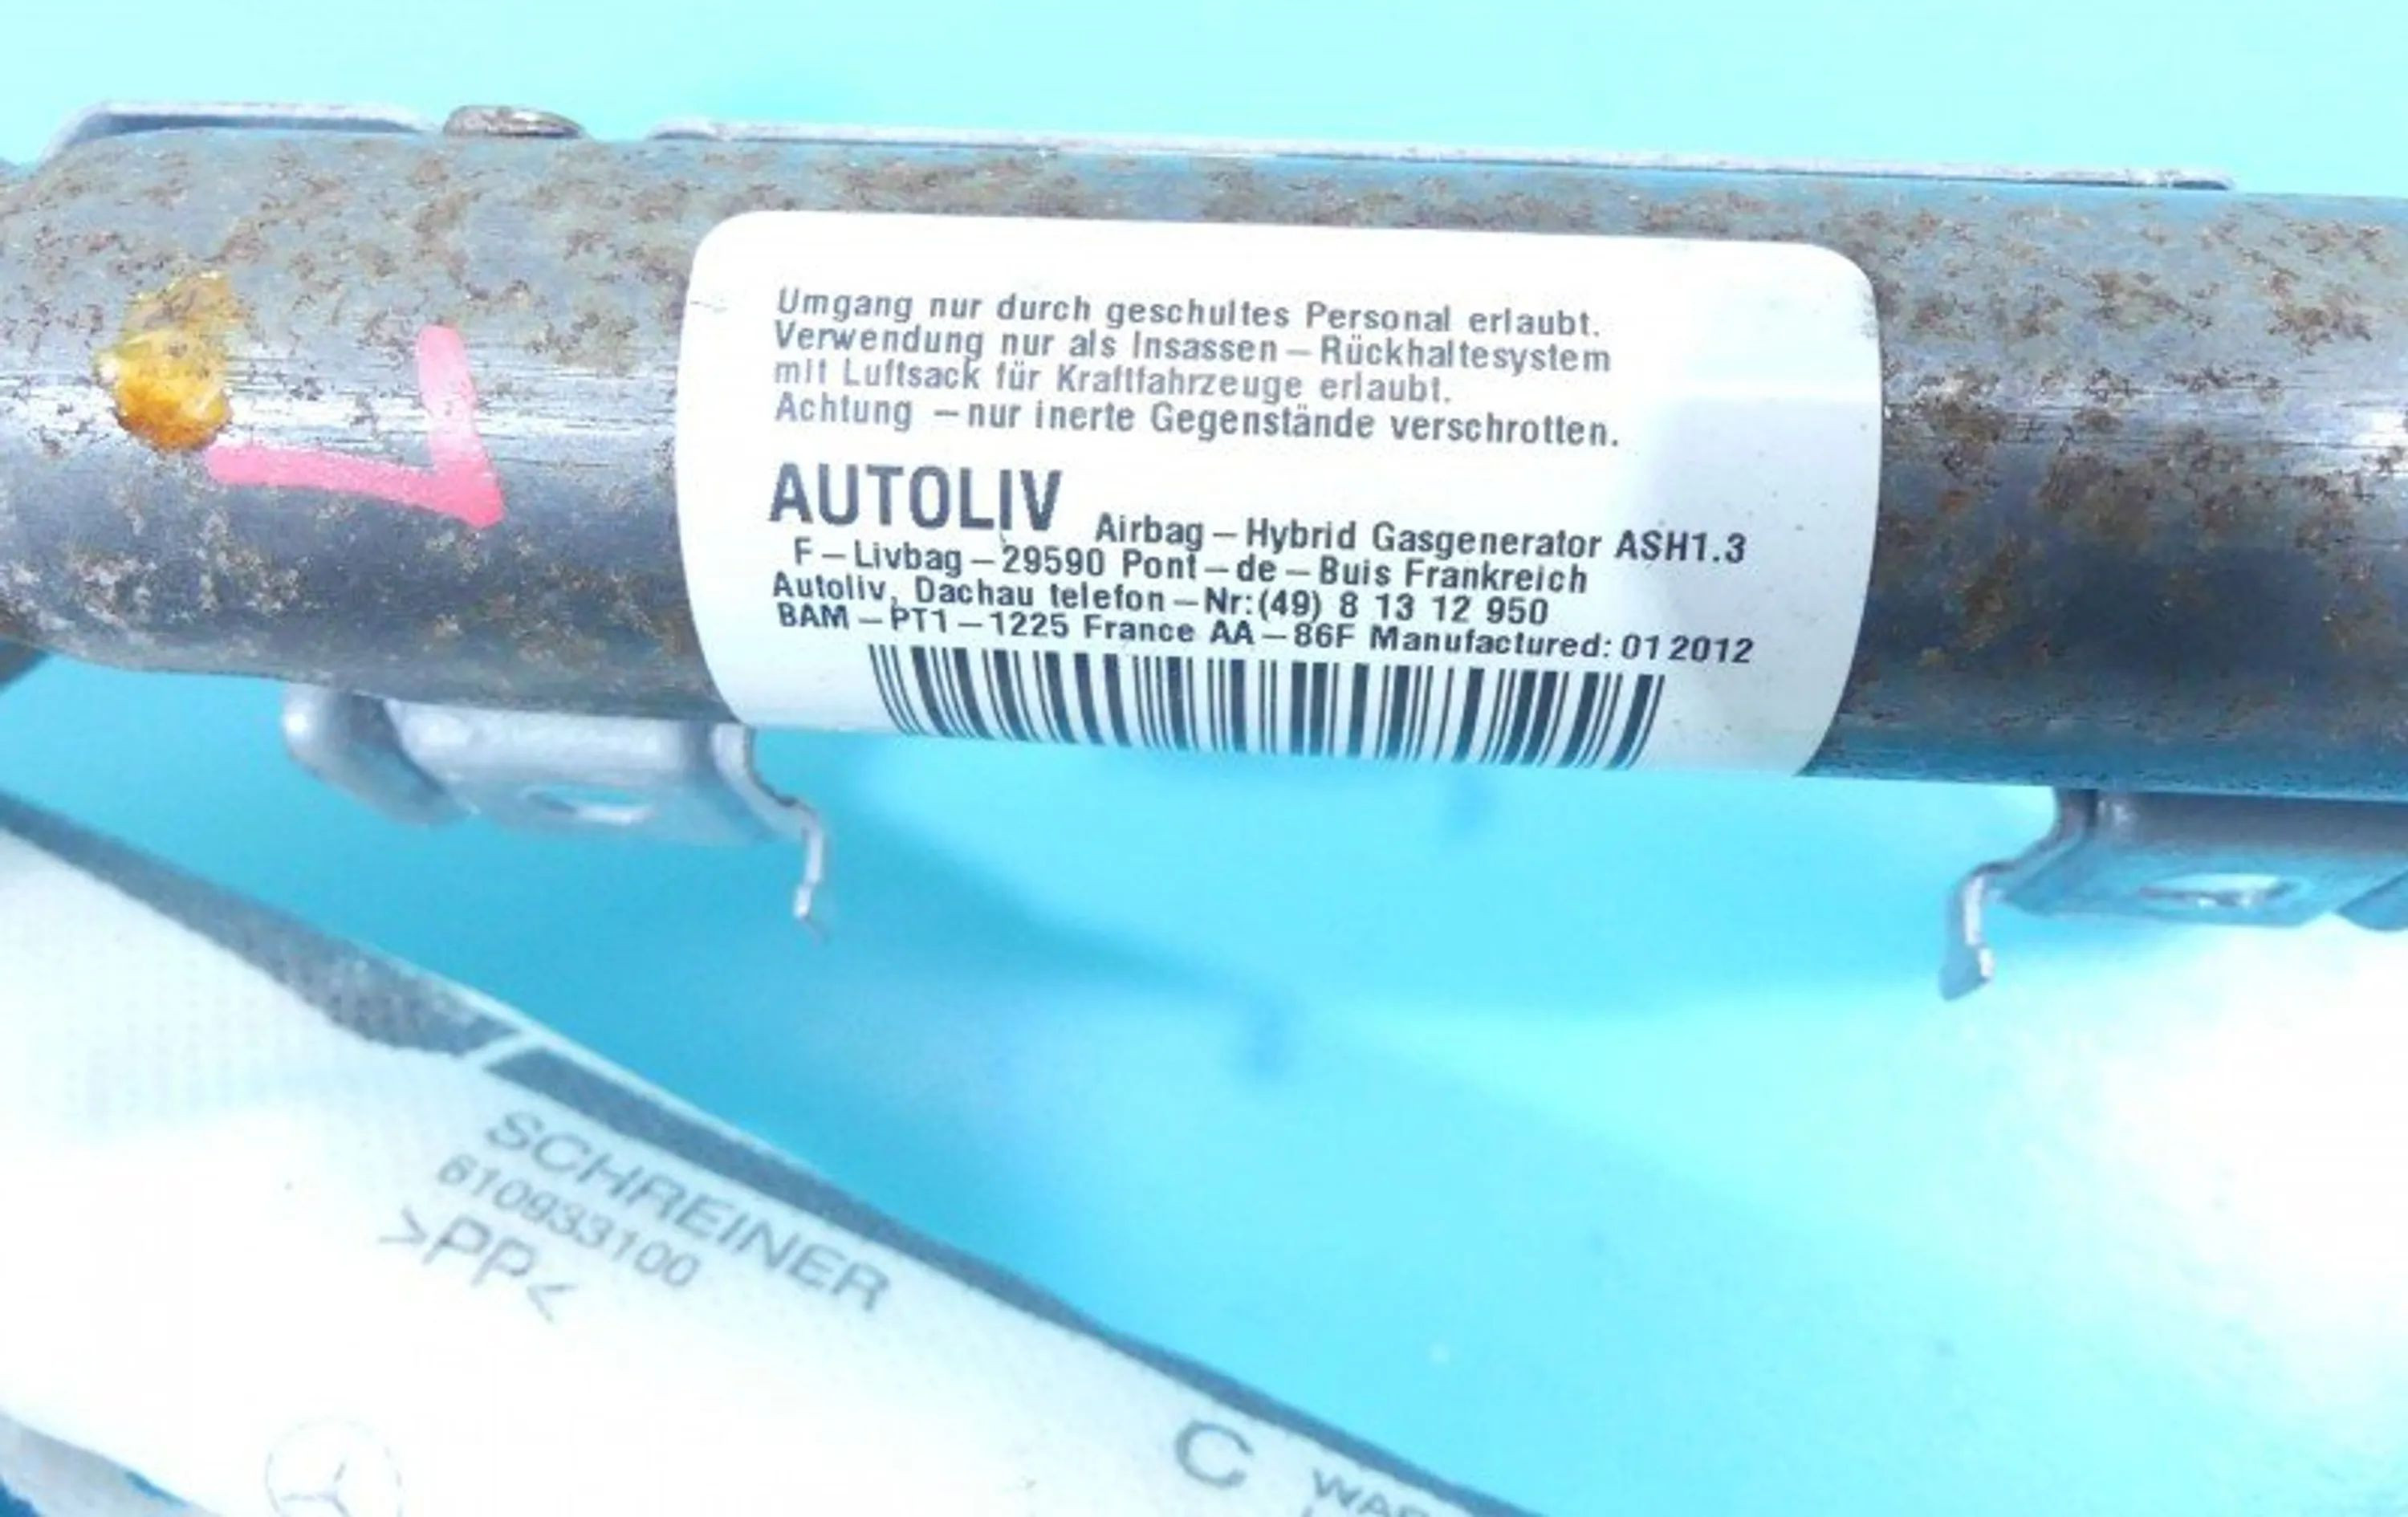 Umgang nur durch geschultes Personal erlaubt.
Verwendung nur als Insassen – Rückhaltesystem
mit Luftsack für Kraftfahrzeuge erlaubt.
Achtung – nur inerte Gegenstände verschrotten.
AUTOLIV Airbag – Hybrid Gasgenerator ASH1.3
F – Livbag – 29590 Pont – de – Buis Frankreich
Autoliv, Dachau telefon – Nr:(49) 8 13 12 950
BAM – PT1 – 1225 France AA – 86F Manufactured: 01 2012
SCHREINER
610933100
>PP<
C